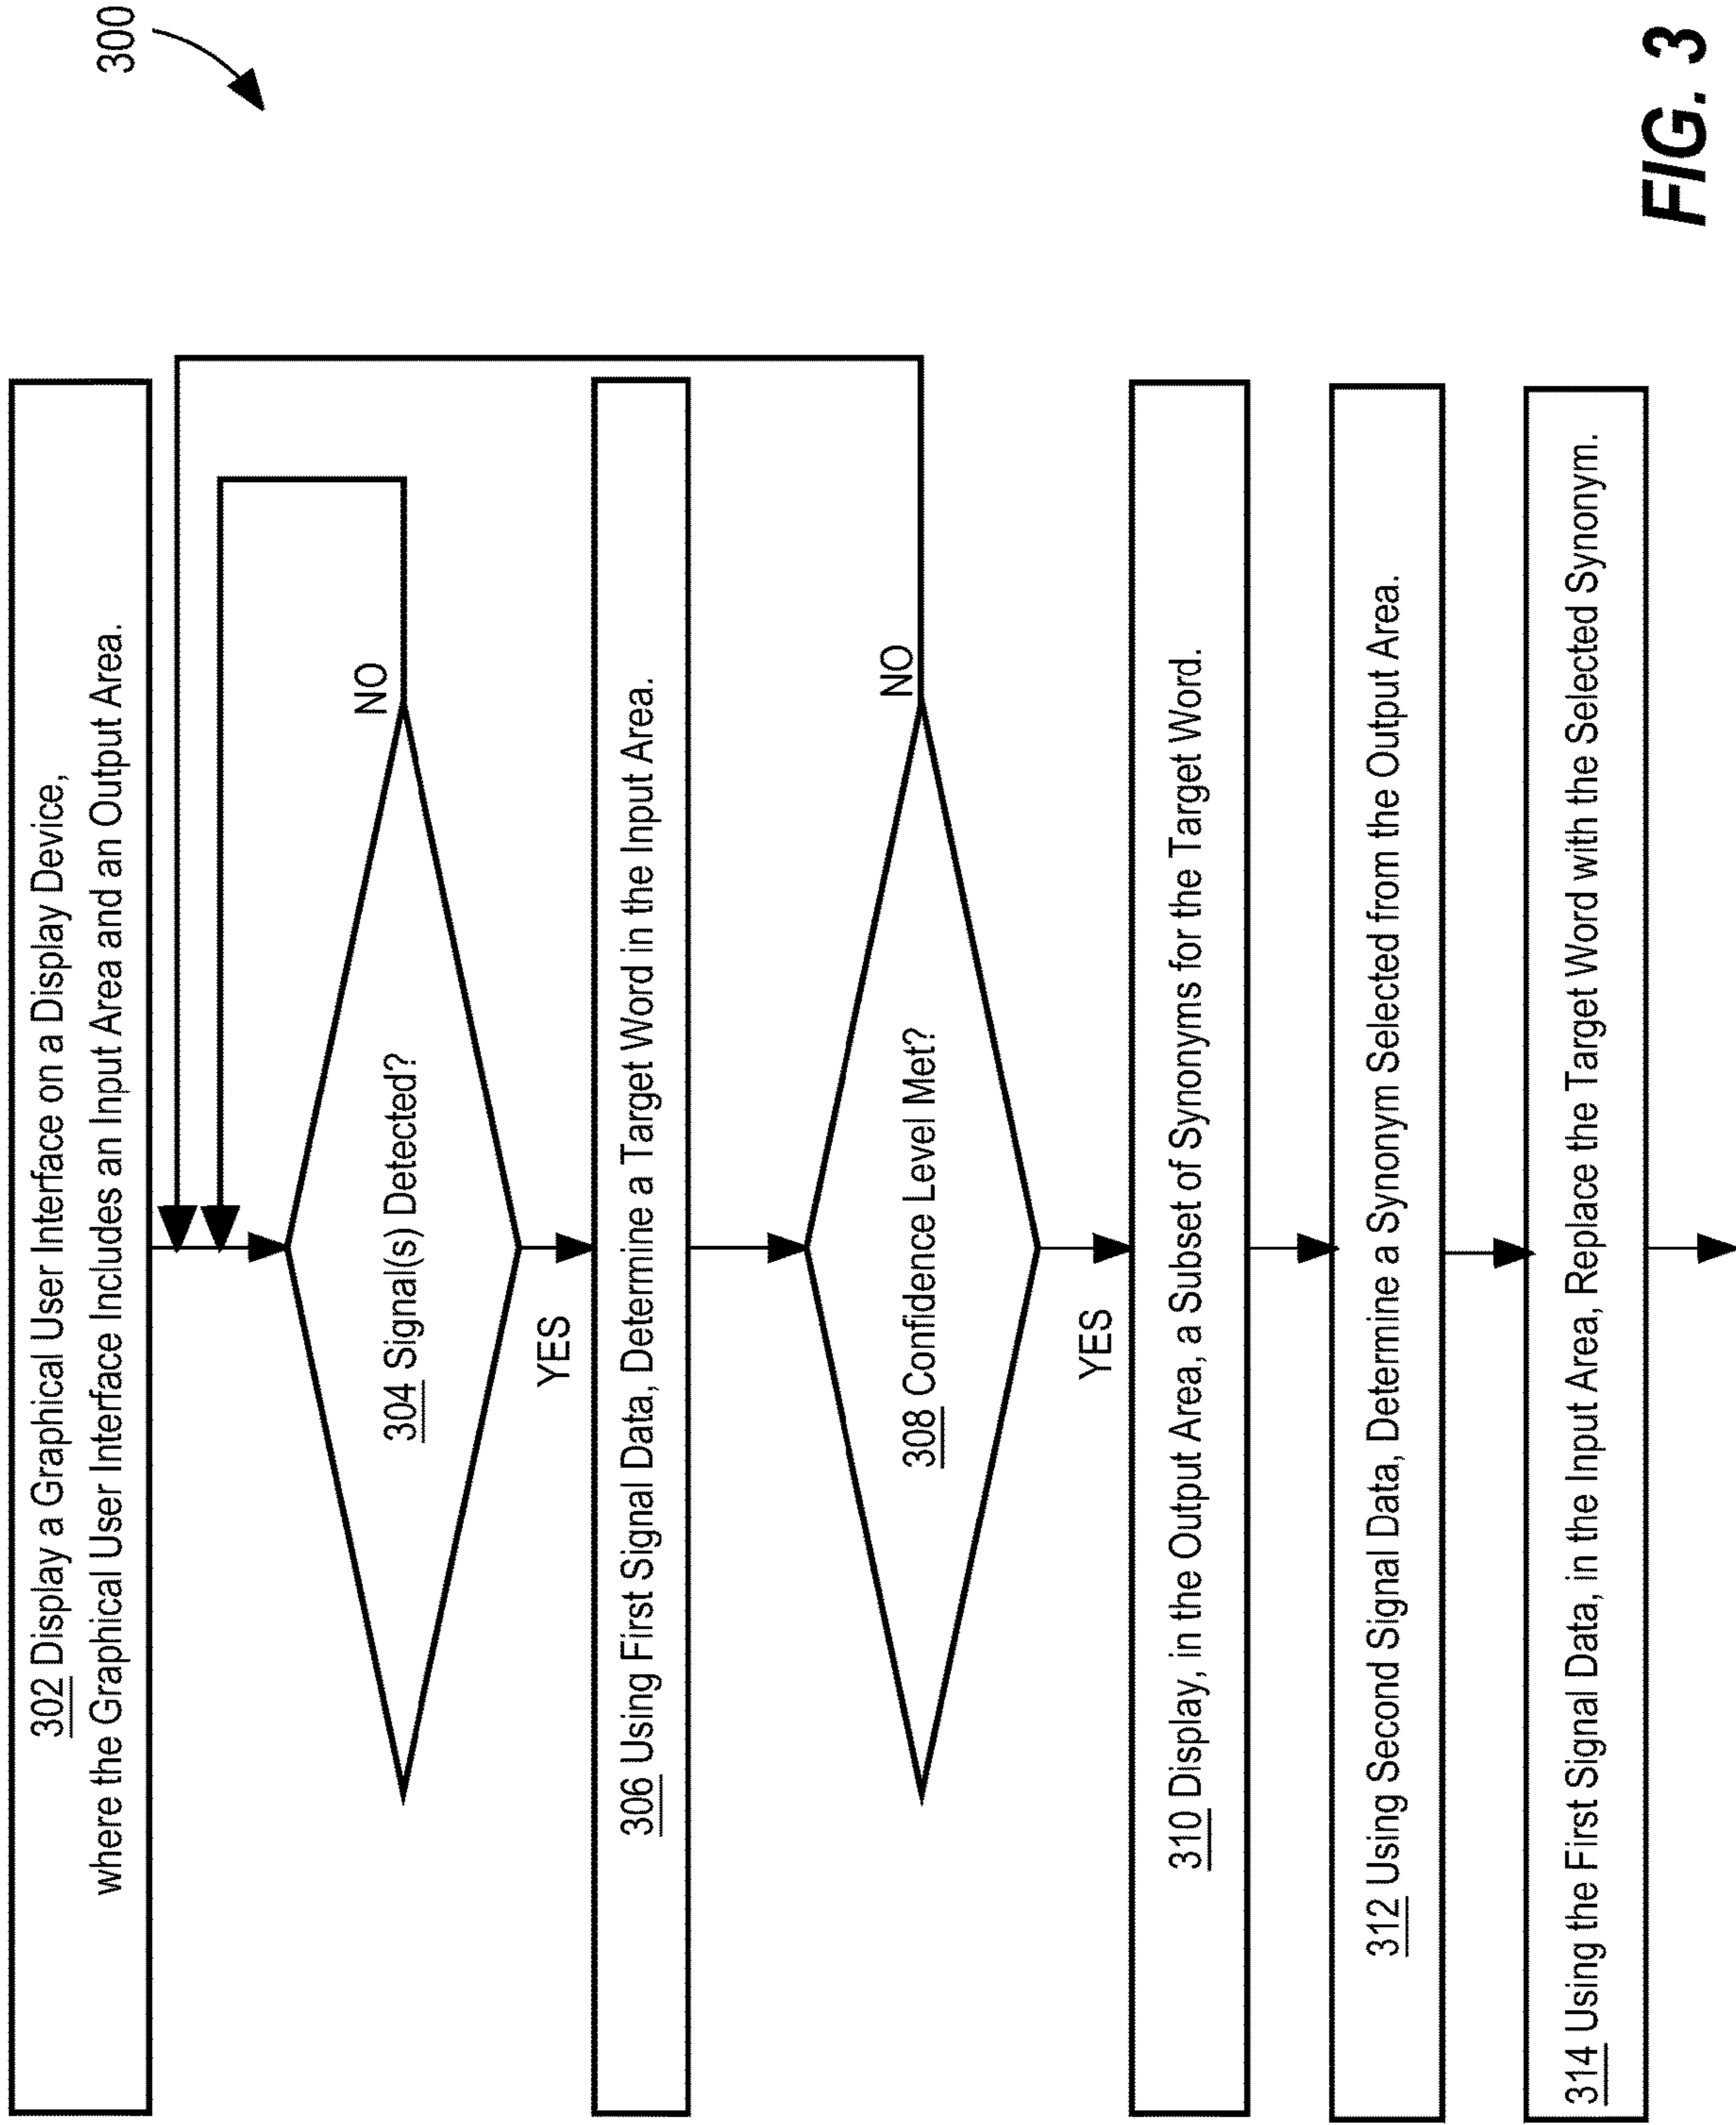 300
302 Display a Graphical User Interface on a Display Device,
where the Graphical User Interface Includes an Input Area and an Output Area.
304 Signal(s) Detected?
NO
YES
306 Using First Signal Data, Determine a Target Word in the Input Area.
308 Confidence Level Met?
NO
YES
310 Display, in the Output Area, a Subset of Synonyms for the Target Word.
312 Using Second Signal Data, Determine a Synonym Selected from the Output Area.
314 Using the First Signal Data, in the Input Area, Replace the Target Word with the Selected Synonym.
FIG. 3